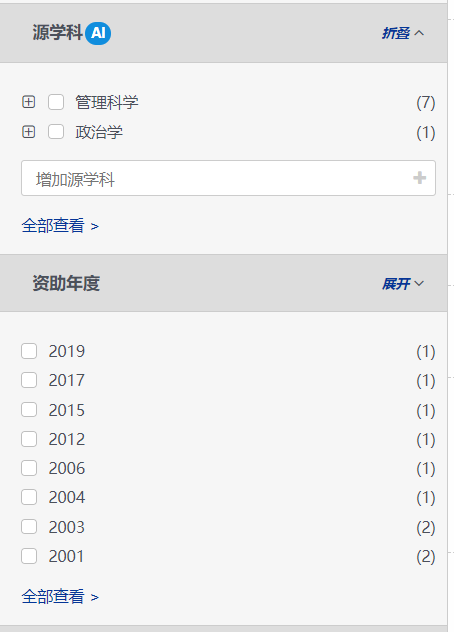 源学科 AI 折叠
管理科学 (7)
政治学 (1)
增加源学科 +
全部查看 >
资助年度 展开
2019 (1)
2017 (1)
2015 (1)
2012 (1)
2006 (1)
2004 (1)
2003 (2)
2001 (2)
全部查看 >